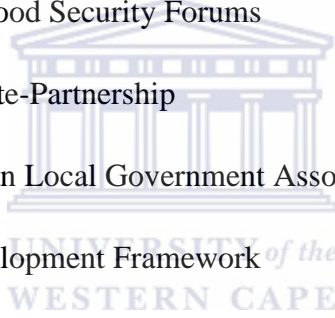 ood Security Forums
te-Partnership
n Local Government Asso
UNIVERSITY of the
lopment Framework
WESTERN CAPE